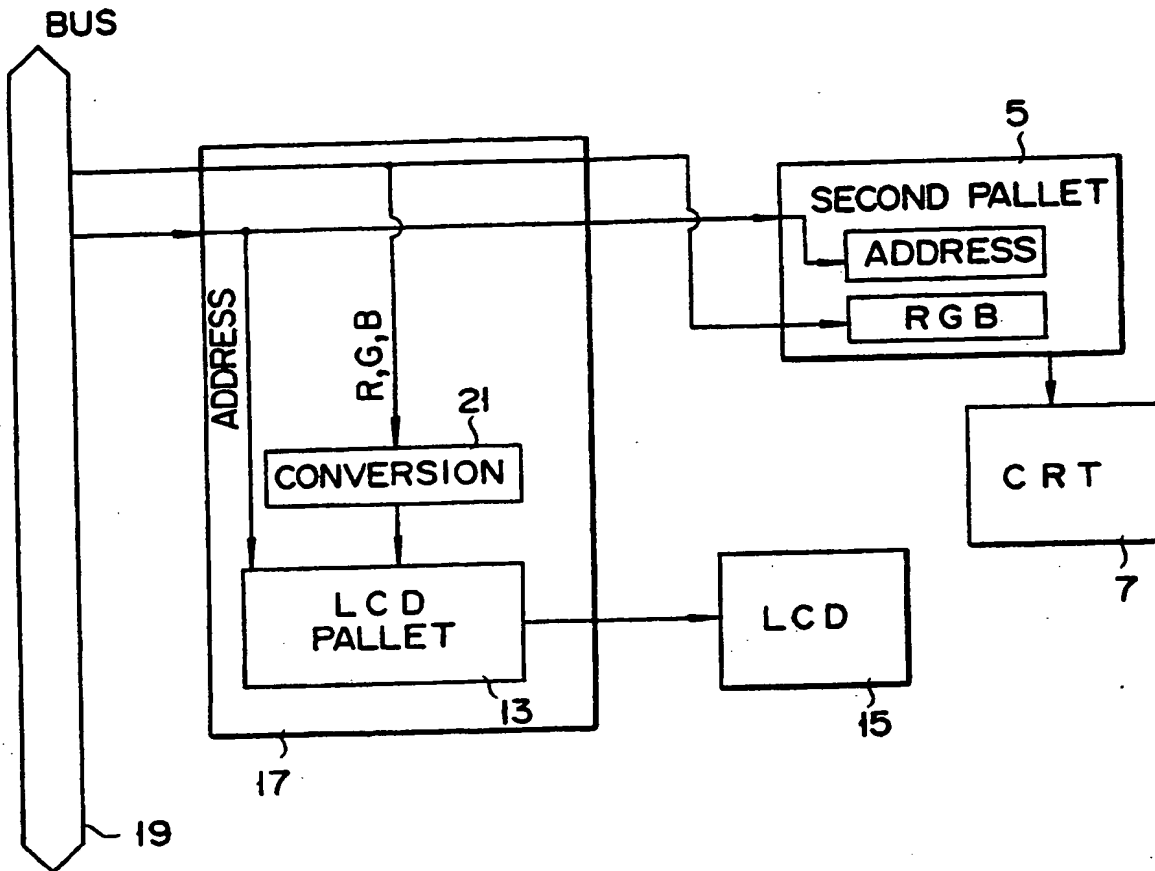 BUS
5
SECOND PALLET
ADDRESS
RGB
ADDRESS
R,G,B
21
CONVERSION
CRT
7
LCD
PALLET
13
LCD
15
17
19